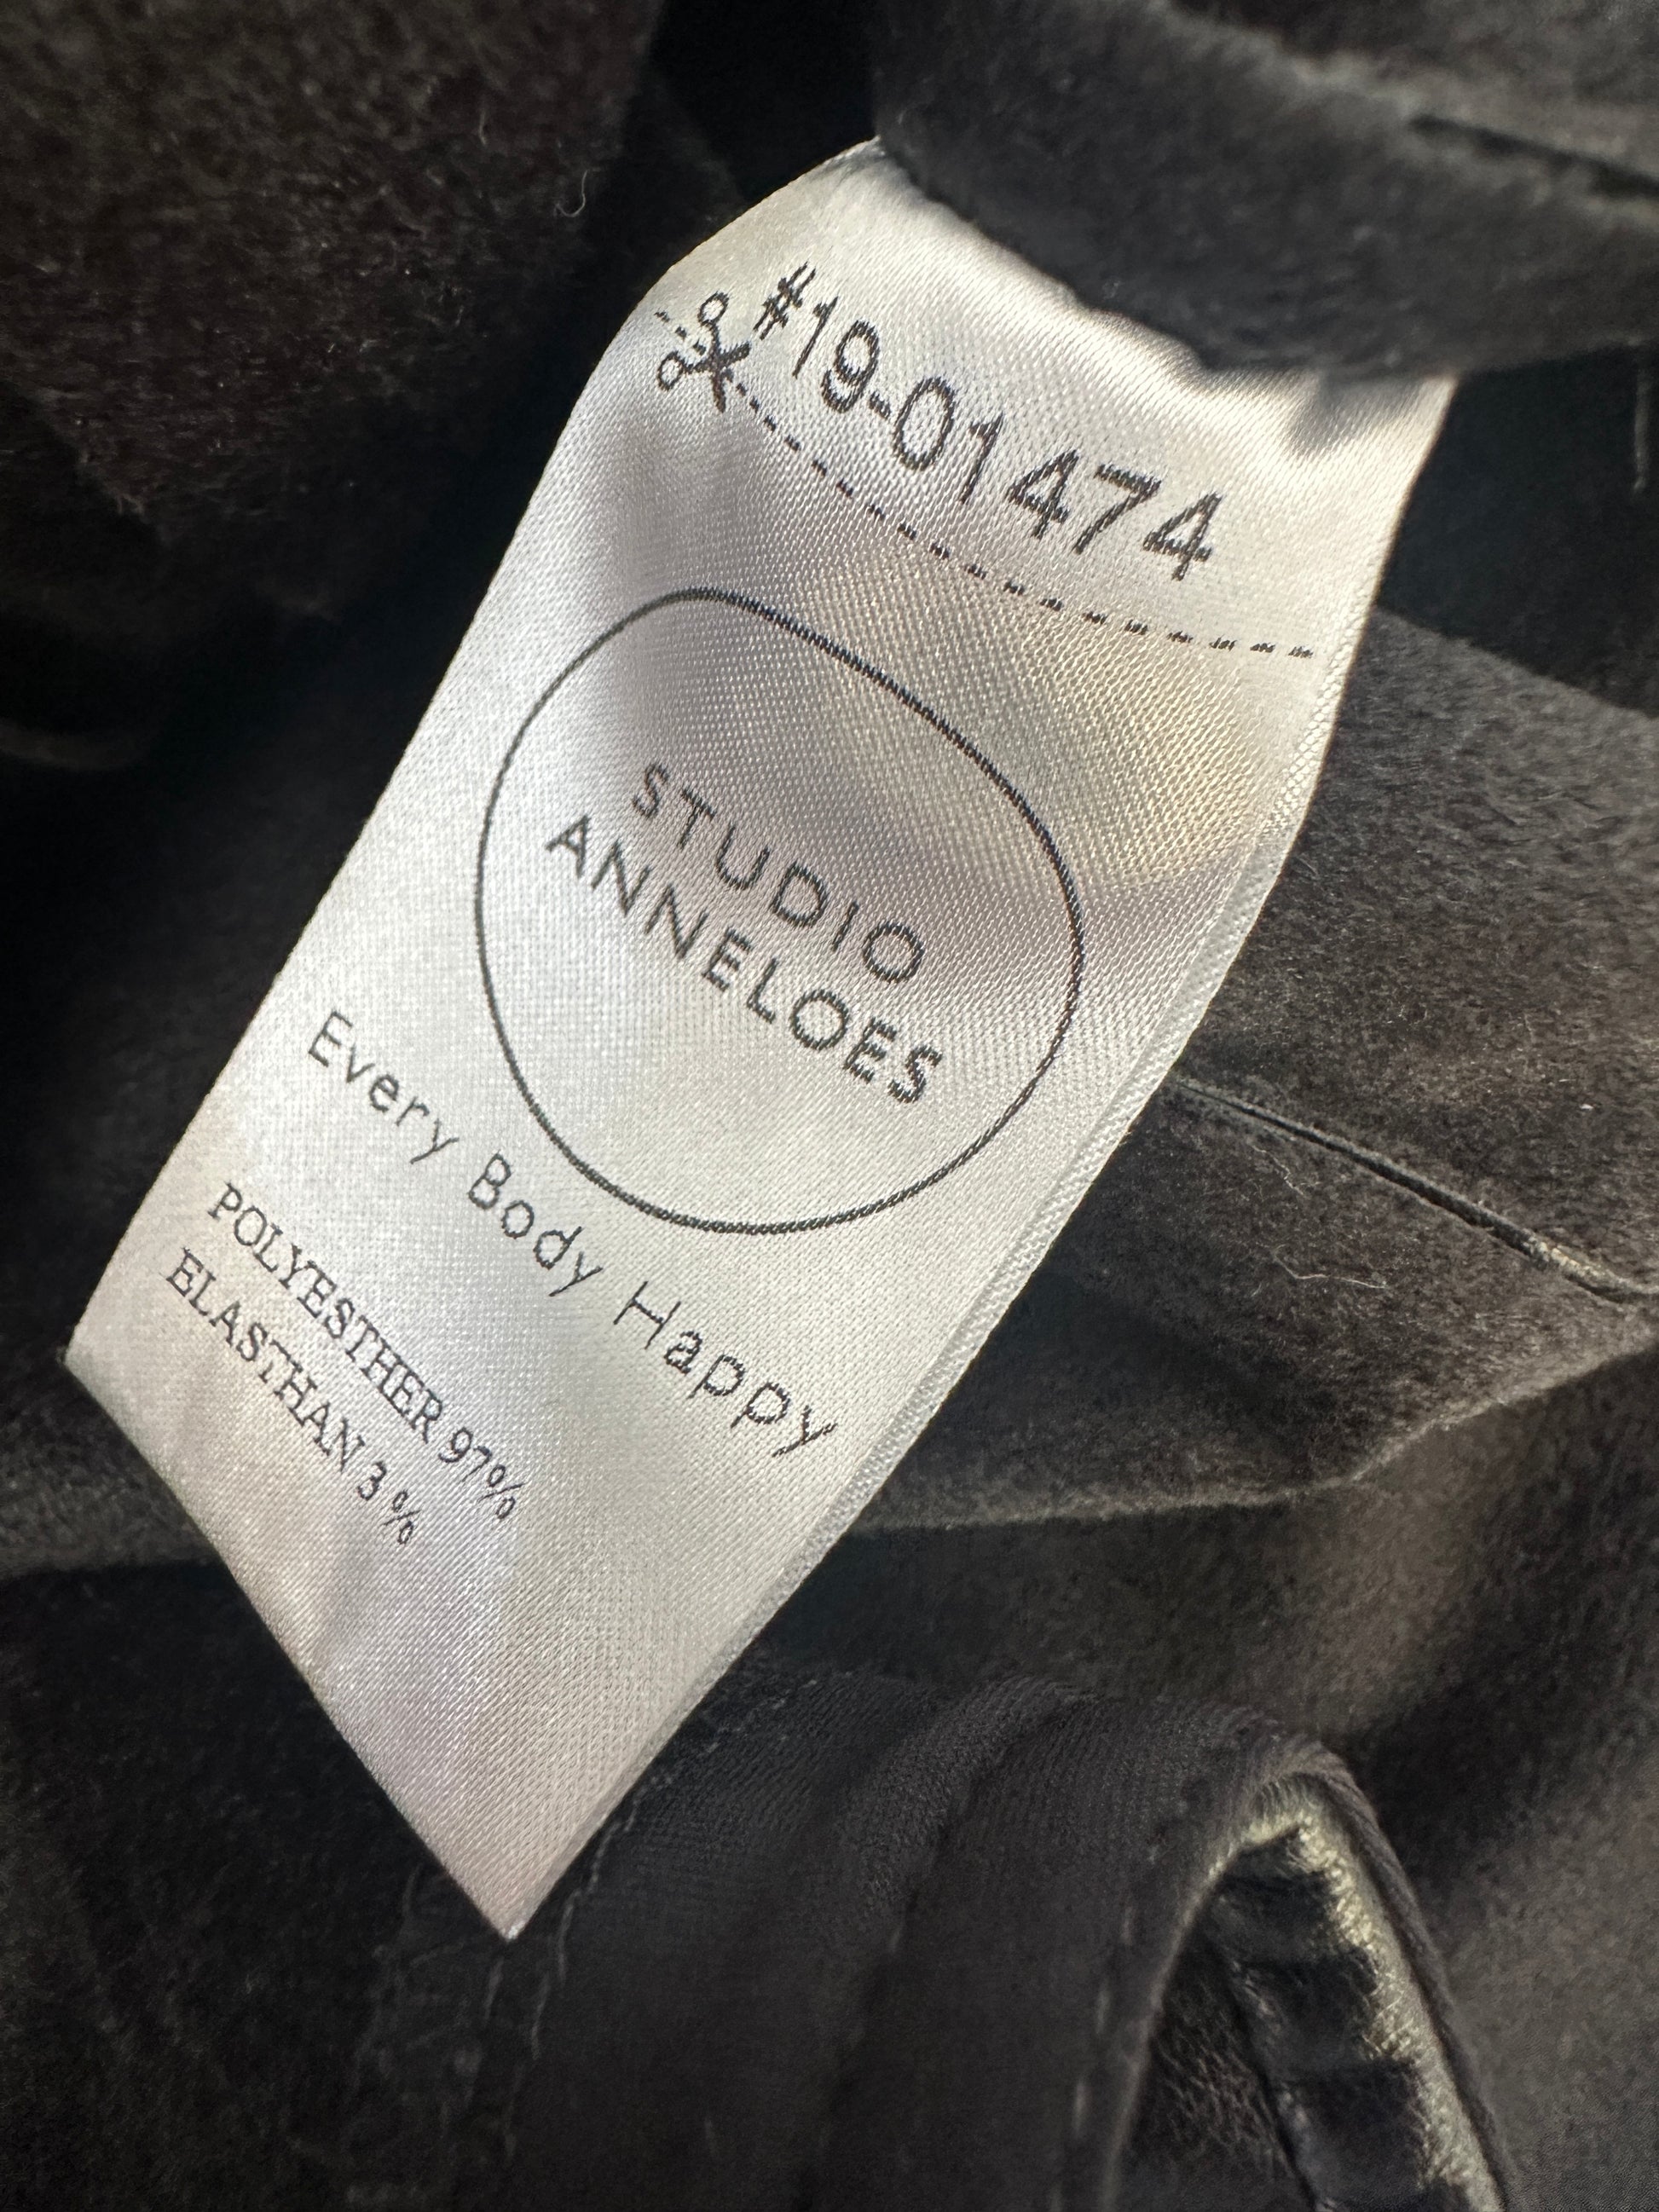 #19-01474
STUDIO
ANNELOES
Every Body Happy
POLYESTHER 97%
ELASTHAN 3 %